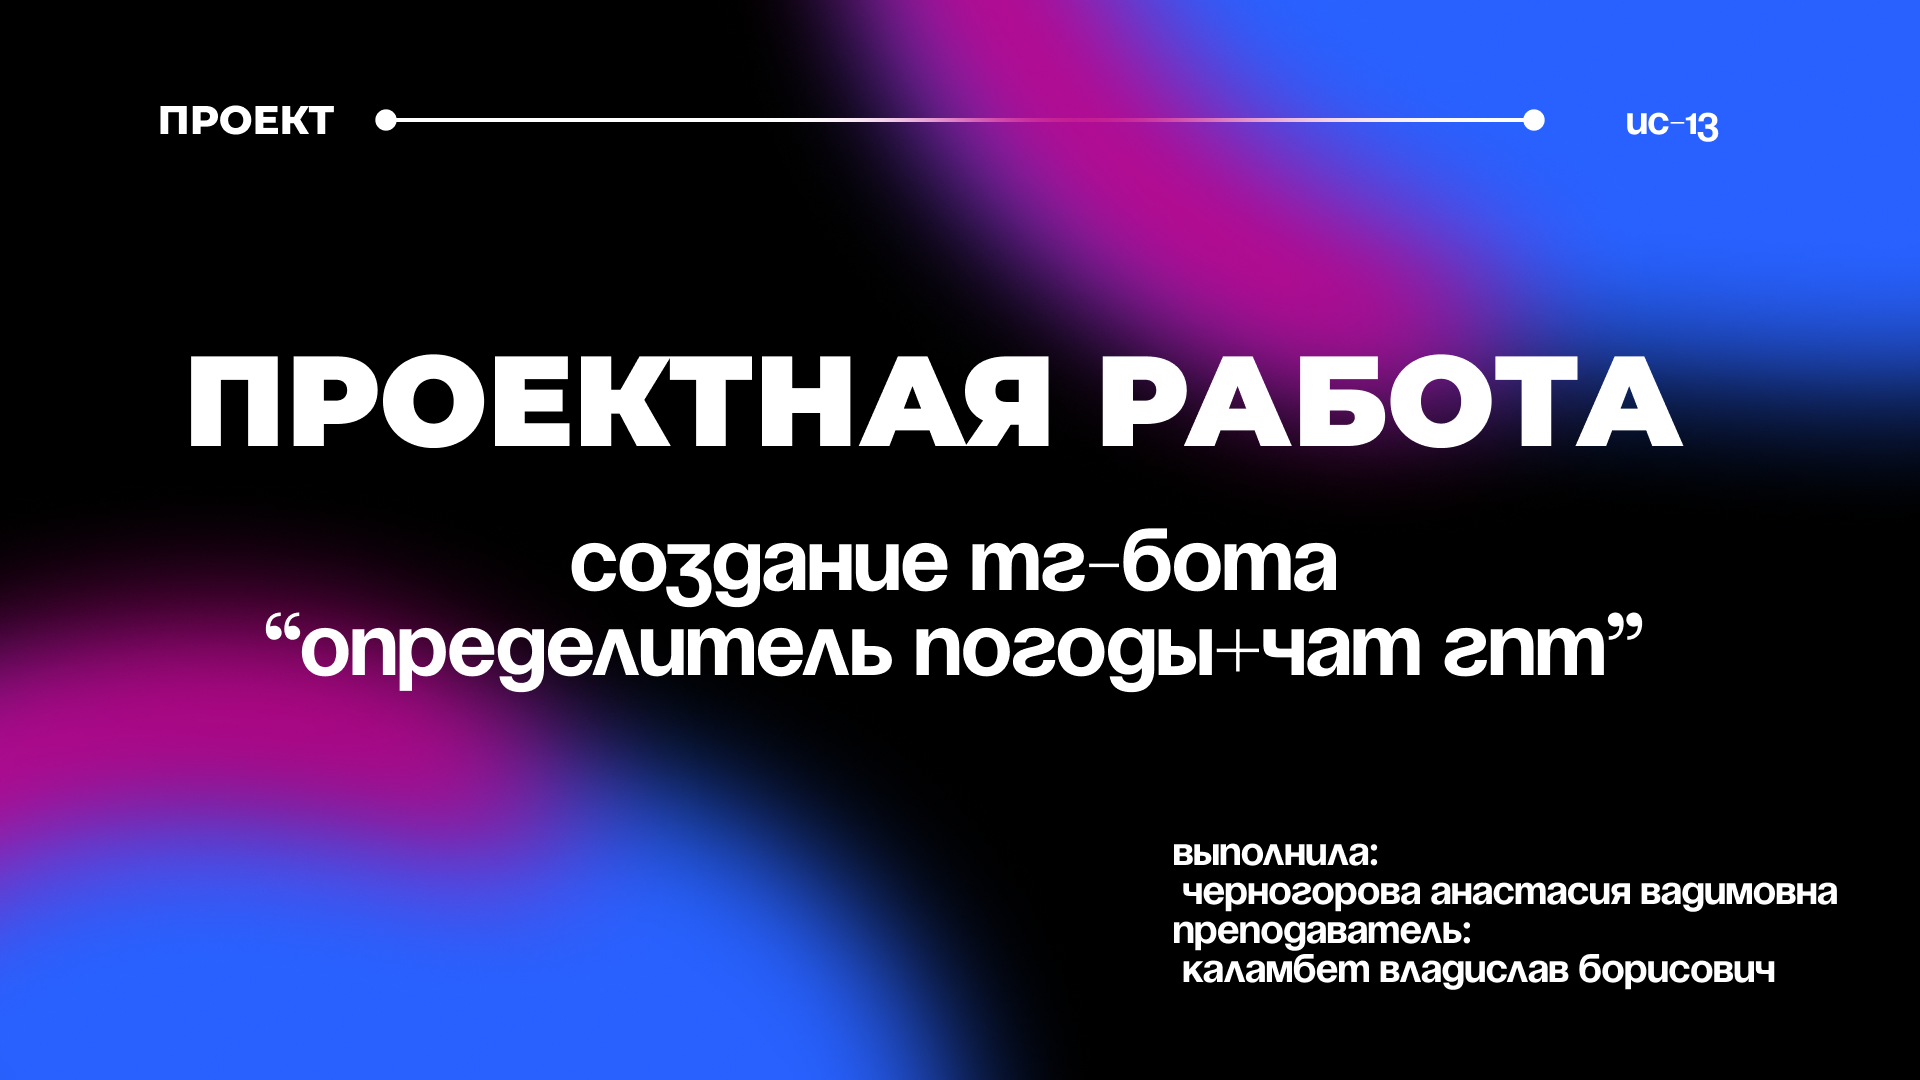 ПРОЕКТ
ис-13
ПРОЕКТНАЯ РАБОТА
создание тг-бота
“определитель погоды+чат гпт”
выполнила:
черногорова анастасия вадимовна
преподаватель:
каламбет владислав борисович